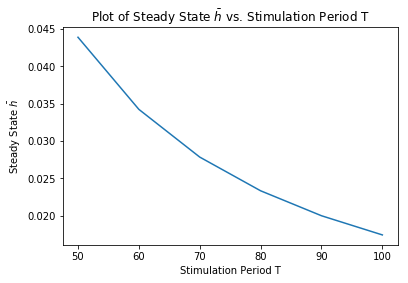 Plot of Steady State h̄ vs. Stimulation Period T
0.045
0.040
0.035
0.030
0.025
0.020
Steady State h̄
50 60 70 80 90 100
Stimulation Period T